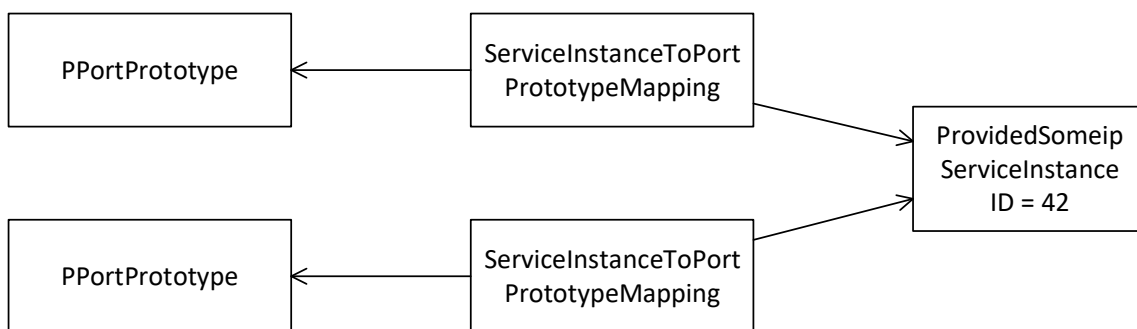 PPortPrototype
ServiceInstanceToPort
PrototypeMapping
ProvidedSomeip
ServiceInstance
ID = 42
PPortPrototype
ServiceInstanceToPort
PrototypeMapping